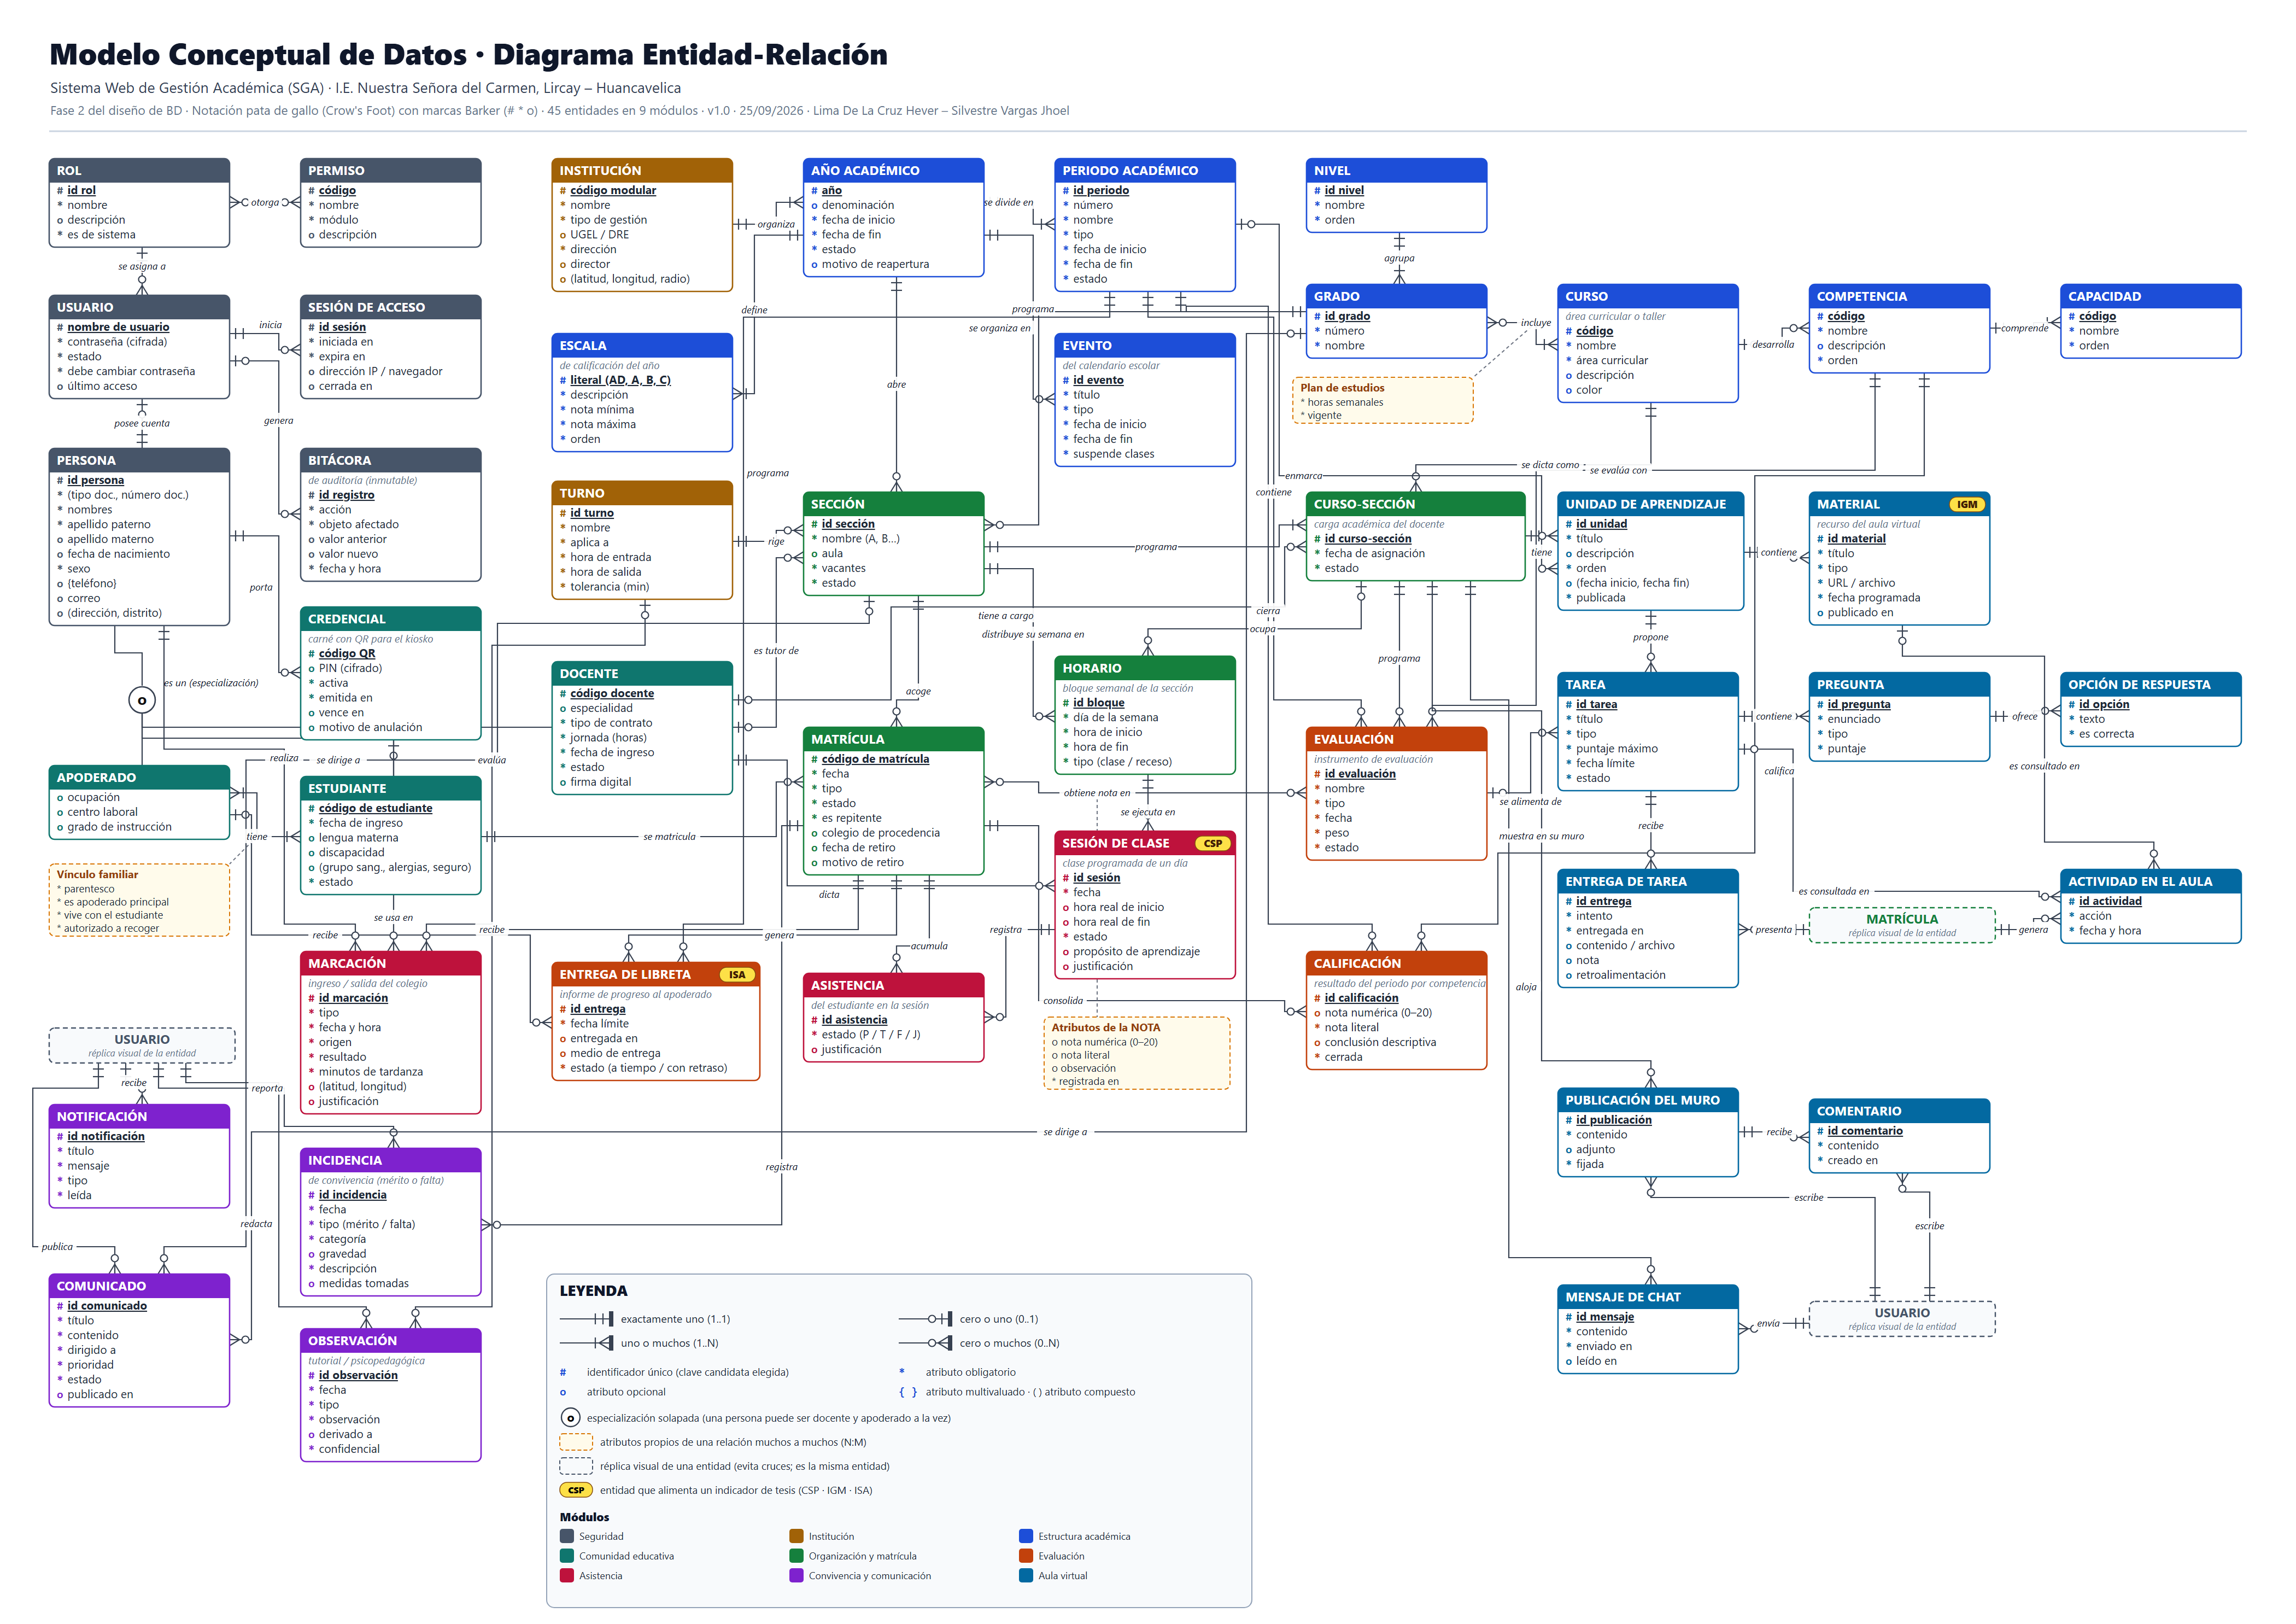 Modelo Conceptual de Datos · Diagrama Entidad-Relación
Sistema Web de Gestión Académica (SGA) · I.E. Nuestra Señora del Carmen, Lircay – Huancavelica
Fase 2 del diseño de BD · Notación pata de gallo (Crow's Foot) con marcas Barker (# * o) · 45 entidades en 9 módulos · v1.0 · 25/09/2026 · Lima De La Cruz Hever – Silvestre Vargas Jhoel
ROL
# id rol
* nombre
o descripción
* es de sistema
otorga
PERMISO
# código
* nombre
* módulo
o descripción
INSTITUCIÓN
# código modular
* nombre
* tipo de gestión
o UGEL / DRE
* dirección
o director
o (latitud, longitud, radio)
organiza
AÑO ACADÉMICO
# año
o denominación
* fecha de inicio
* fecha de fin
* estado
o motivo de reapertura
se divide en
PERIODO ACADÉMICO
# id periodo
* número
* nombre
* tipo
* fecha de inicio
* fecha de fin
* estado
NIVEL
# id nivel
* nombre
* orden
agrupa
se asigna a
USUARIO
# nombre de usuario
* contraseña (cifrada)
* estado
* debe cambiar contraseña
o último acceso
inicia
genera
posee cuenta
SESIÓN DE ACCESO
# id sesión
* iniciada en
* expira en
o dirección IP / navegador
o cerrada en
define
programa
se organiza en
ESCALA
de calificación del año
# literal (AD, A, B, C)
* descripción
* nota mínima
* nota máxima
* orden
abre
EVENTO
del calendario escolar
# id evento
* título
* tipo
* fecha de inicio
* fecha de fin
* suspende clases
GRADO
# id grado
* número
* nombre
incluye
Plan de estudios
* horas semanales
* vigente
CURSO
área curricular o taller
# código
* nombre
* área curricular
o descripción
o color
desarrolla
COMPETENCIA
# código
* nombre
o descripción
* orden
comprende
CAPACIDAD
# código
* nombre
* orden
PERSONA
# id persona
* (tipo doc., número doc.)
* nombres
* apellido paterno
o apellido materno
o fecha de nacimiento
* sexo
o {teléfono}
o correo
o (dirección, distrito)
porta
BITÁCORA
de auditoría (inmutable)
# id registro
* acción
* objeto afectado
o valor anterior
o valor nuevo
* fecha y hora
programa
TURNO
# id turno
* nombre
* aplica a
* hora de entrada
* hora de salida
* tolerancia (min)
rige
SECCIÓN
# id sección
* nombre (A, B...)
o aula
* vacantes
* estado
programa
enmarca
contiene
se dicta como
se evalúa con
CURSO-SECCIÓN
carga académica del docente
# id curso-sección
* fecha de asignación
* estado
tiene
UNIDAD DE APRENDIZAJE
# id unidad
* título
o descripción
* orden
o (fecha inicio, fecha fin)
* publicada
contiene
MATERIAL
IGM
recurso del aula virtual
# id material
* título
* tipo
* URL / archivo
* fecha programada
o publicado en
CREDENCIAL
carné con QR para el kiosko
# código QR
o PIN (cifrado)
* activa
* emitida en
o vence en
o motivo de anulación
o
es un (especialización)
es tutor de
tiene a cargo
distribuye su semana en
cierra
ocupa
programa
propone
DOCENTE
# código docente
o especialidad
* tipo de contrato
* jornada (horas)
o fecha de ingreso
* estado
o firma digital
acoge
HORARIO
bloque semanal de la sección
# id bloque
* día de la semana
* hora de inicio
* hora de fin
* tipo (clase / receso)
TAREA
# id tarea
* título
* tipo
* puntaje máximo
* fecha límite
* estado
contiene
PREGUNTA
# id pregunta
* enunciado
* tipo
* puntaje
ofrece
OPCIÓN DE RESPUESTA
# id opción
* texto
* es correcta
realiza
se dirige a
evalúa
MATRÍCULA
# código de matrícula
* fecha
* tipo
* estado
* es repitente
o colegio de procedencia
o fecha de retiro
o motivo de retiro
EVALUACIÓN
instrumento de evaluación
# id evaluación
* nombre
* tipo
* fecha
* peso
* estado
califica
es consultado en
APODERADO
o ocupación
o centro laboral
o grado de instrucción
tiene
ESTUDIANTE
# código de estudiante
* fecha de ingreso
o lengua materna
o discapacidad
o (grupo sang., alergias, seguro)
* estado
se matricula
obtiene nota en
se ejecuta en
se alimenta de
muestra en su muro
recibe
Vínculo familiar
* parentesco
* es apoderado principal
* vive con el estudiante
* autorizado a recoger
SESIÓN DE CLASE
CSP
clase programada de un día
# id sesión
* fecha
o hora real de inicio
o hora real de fin
* estado
o propósito de aprendizaje
o justificación
ENTREGA DE TAREA
# id entrega
* intento
* entregada en
o contenido / archivo
o nota
o retroalimentación
es consultada en
presenta
MATRÍCULA
réplica visual de la entidad
genera
ACTIVIDAD EN EL AULA
# id actividad
* acción
* fecha y hora
dicta
se usa en
recibe
recibe
genera
registra
acumula
MARCACIÓN
ingreso / salida del colegio
# id marcación
* tipo
* fecha y hora
* origen
* resultado
* minutos de tardanza
o (latitud, longitud)
o justificación
ENTREGA DE LIBRETA
ISA
informe de progreso al apoderado
# id entrega
* fecha límite
o entregada en
o medio de entrega
* estado (a tiempo / con retraso)
ASISTENCIA
del estudiante en la sesión
# id asistencia
* estado (P / T / F / J)
o justificación
consolida
Atributos de la NOTA
o nota numérica (0–20)
o nota literal
o observación
* registrada en
CALIFICACIÓN
resultado del periodo por competencia
# id calificación
o nota numérica (0–20)
* nota literal
o conclusión descriptiva
* cerrada
aloja
USUARIO
réplica visual de la entidad
recibe
reporta
NOTIFICACIÓN
# id notificación
* título
* mensaje
* tipo
* leída
se dirige a
registra
PUBLICACIÓN DEL MURO
# id publicación
* contenido
o adjunto
* fijada
recibe
COMENTARIO
# id comentario
* contenido
* creado en
INCIDENCIA
de convivencia (mérito o falta)
# id incidencia
* fecha
* tipo (mérito / falta)
* categoría
o gravedad
* descripción
o medidas tomadas
redacta
publica
escribe
escribe
COMUNICADO
# id comunicado
* título
* contenido
* dirigido a
* prioridad
* estado
o publicado en
OBSERVACIÓN
tutorial / psicopedagógica
# id observación
* fecha
* tipo
* observación
o derivado a
* confidencial
MENSAJE DE CHAT
# id mensaje
* contenido
* enviado en
o leído en
envía
USUARIO
réplica visual de la entidad
LEYENDA
exactamente uno (1..1)
cero o uno (0..1)
uno o muchos (1..N)
cero o muchos (0..N)
# identificador único (clave candidata elegida)
* atributo obligatorio
o atributo opcional
{ } atributo multivaluado · ( ) atributo compuesto
o especialización solapada (una persona puede ser docente y apoderado a la vez)
atributos propios de una relación muchos a muchos (N:M)
réplica visual de una entidad (evita cruces; es la misma entidad)
CSP entidad que alimenta un indicador de tesis (CSP · IGM · ISA)
Módulos
Seguridad
Institución
Estructura académica
Comunidad educativa
Organización y matrícula
Evaluación
Asistencia
Convivencia y comunicación
Aula virtual